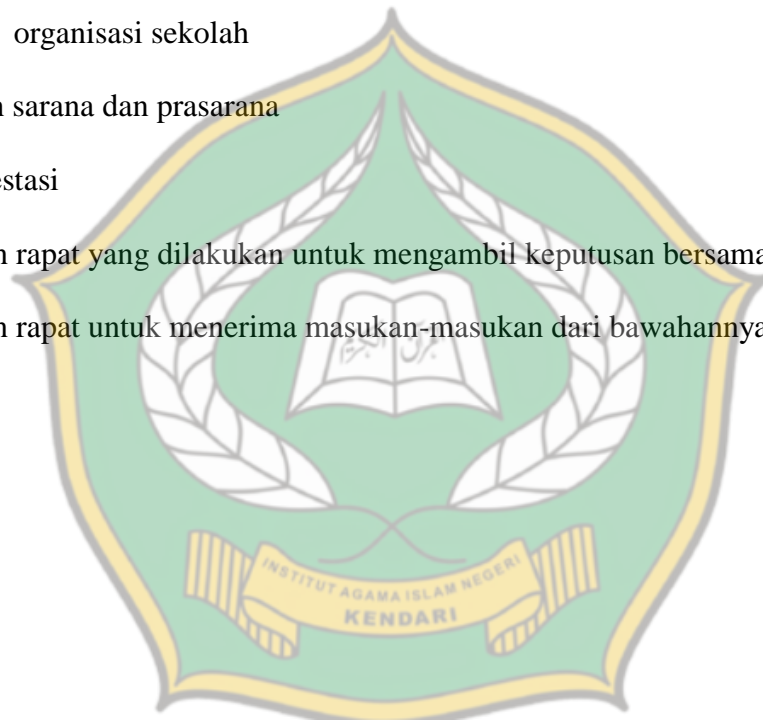 organisasi sekolah
n sarana dan prasarana
estasi
n rapat yang dilakukan untuk mengambil keputusan bersama
n rapat untuk menerima masukan-masukan dari bawahannya
INSTITUT AGAMA ISLAM NEGERI
KENDARI